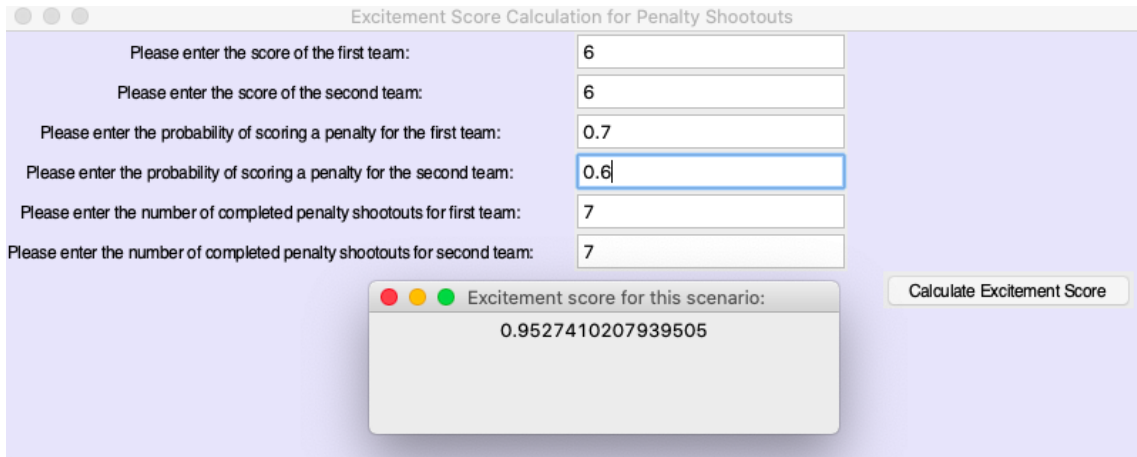 Excitement Score Calculation for Penalty Shootouts
Please enter the score of the first team: 6
Please enter the score of the second team: 6
Please enter the probability of scoring a penalty for the first team: 0.7
Please enter the probability of scoring a penalty for the second team: 0.6
Please enter the number of completed penalty shootouts for first team: 7
Please enter the number of completed penalty shootouts for second team: 7
Calculate Excitement Score
Excitement score for this scenario:
0.9527410207939505